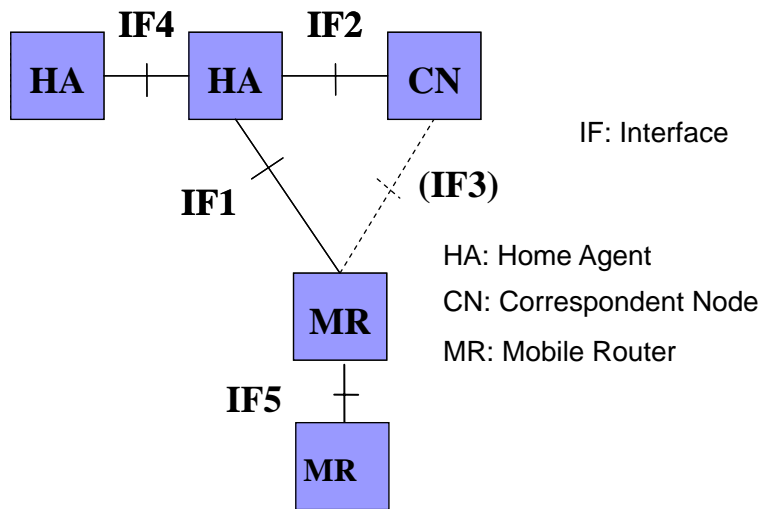 IF4
IF2
HA
HA
CN
IF: Interface
IF1
(IF3)
HA: Home Agent
CN: Correspondent Node
MR
MR: Mobile Router
IF5
MR